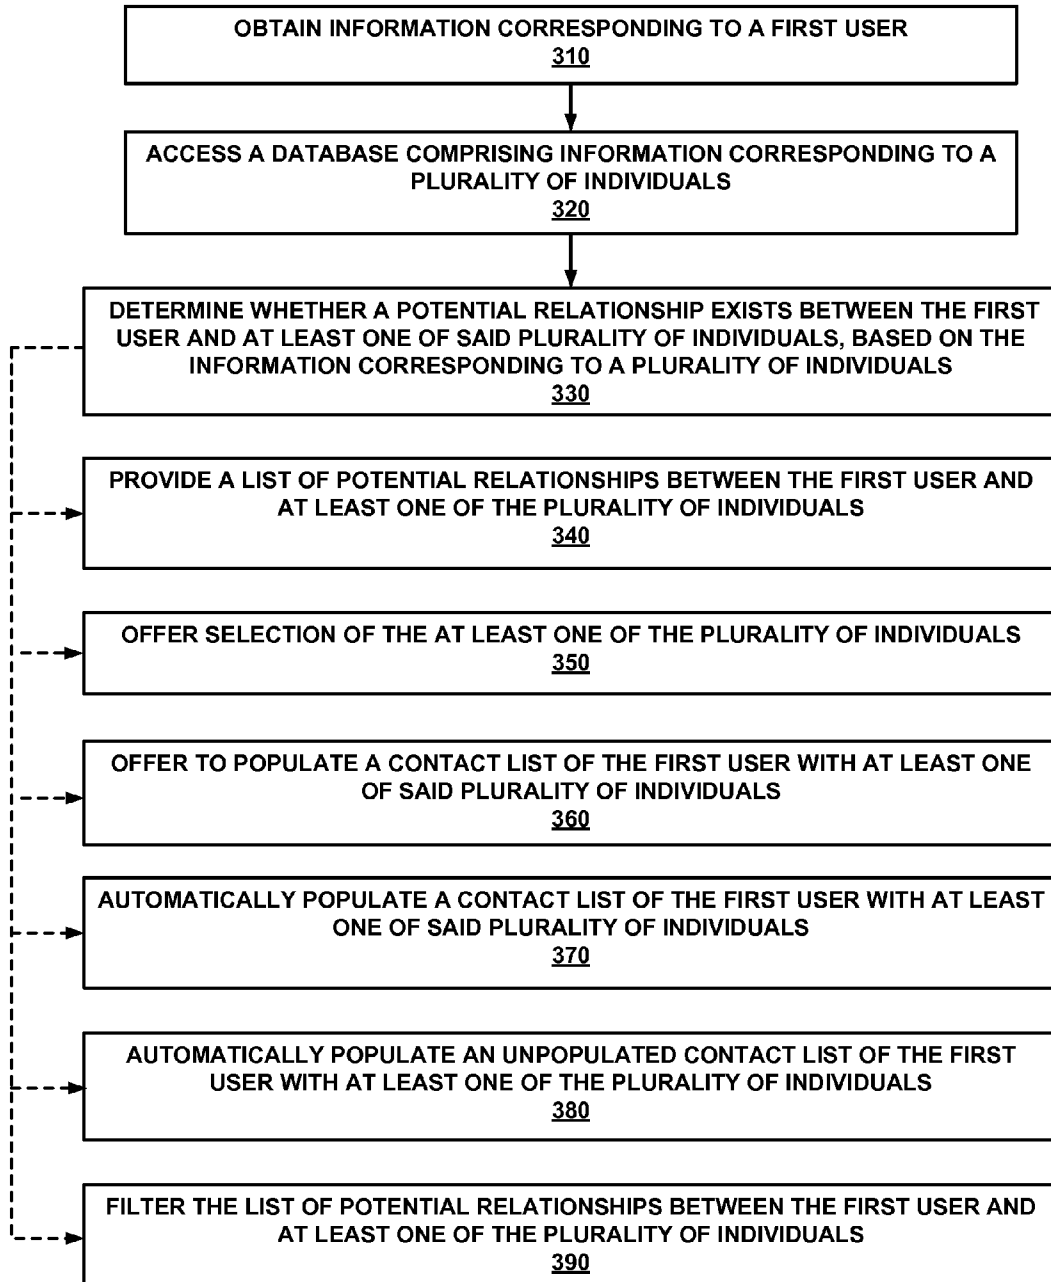 OBTAIN INFORMATION CORRESPONDING TO A FIRST USER
310
ACCESS A DATABASE COMPRISING INFORMATION CORRESPONDING TO A
PLURALITY OF INDIVIDUALS
320
DETERMINE WHETHER A POTENTIAL RELATIONSHIP EXISTS BETWEEN THE FIRST
USER AND AT LEAST ONE OF SAID PLURALITY OF INDIVIDUALS, BASED ON THE
INFORMATION CORRESPONDING TO A PLURALITY OF INDIVIDUALS
330
PROVIDE A LIST OF POTENTIAL RELATIONSHIPS BETWEEN THE FIRST USER AND
AT LEAST ONE OF THE PLURALITY OF INDIVIDUALS
340
OFFER SELECTION OF THE AT LEAST ONE OF THE PLURALITY OF INDIVIDUALS
350
OFFER TO POPULATE A CONTACT LIST OF THE FIRST USER WITH AT LEAST ONE
OF SAID PLURALITY OF INDIVIDUALS
360
AUTOMATICALLY POPULATE A CONTACT LIST OF THE FIRST USER WITH AT LEAST
ONE OF SAID PLURALITY OF INDIVIDUALS
370
AUTOMATICALLY POPULATE AN UNPOPULATED CONTACT LIST OF THE FIRST
USER WITH AT LEAST ONE OF THE PLURALITY OF INDIVIDUALS
380
FILTER THE LIST OF POTENTIAL RELATIONSHIPS BETWEEN THE FIRST USER AND
AT LEAST ONE OF THE PLURALITY OF INDIVIDUALS
390